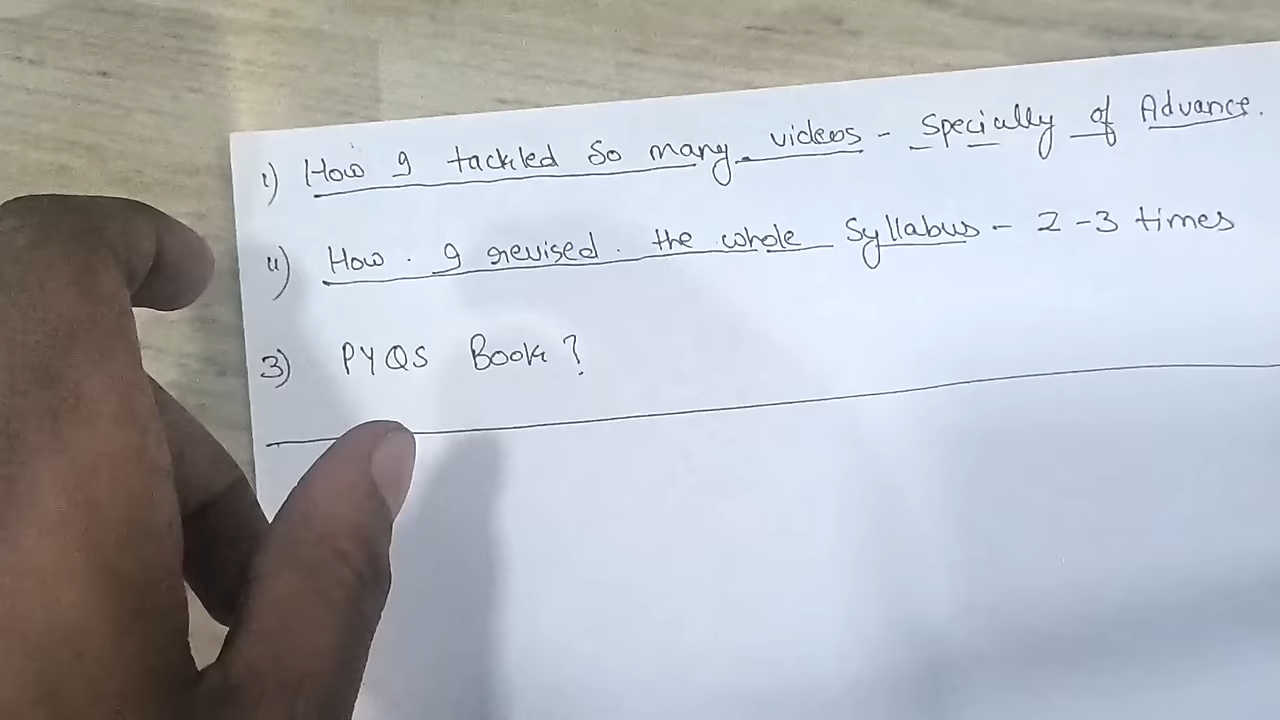 1) How I tackled So many videos - Specially of Advance.
11) How. I revised. the whole Syllabus - 2-3 times
3) PYQS Book?